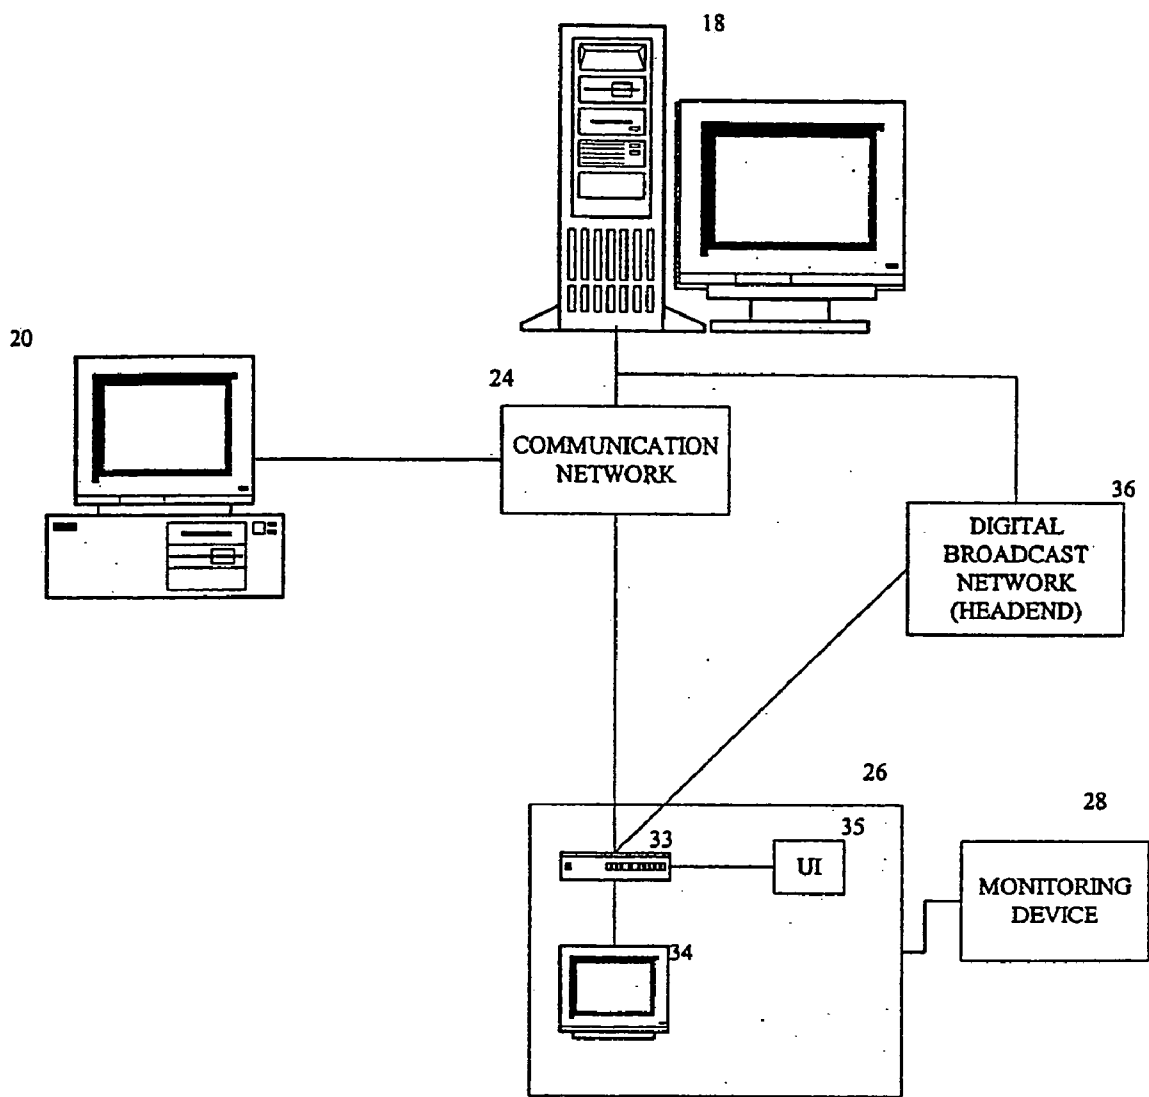 18
20
24
COMMUNICATION
NETWORK
36
DIGITAL
BROADCAST
NETWORK
(HEADEND)
26
28
33
35
UI
MONITORING
DEVICE
34